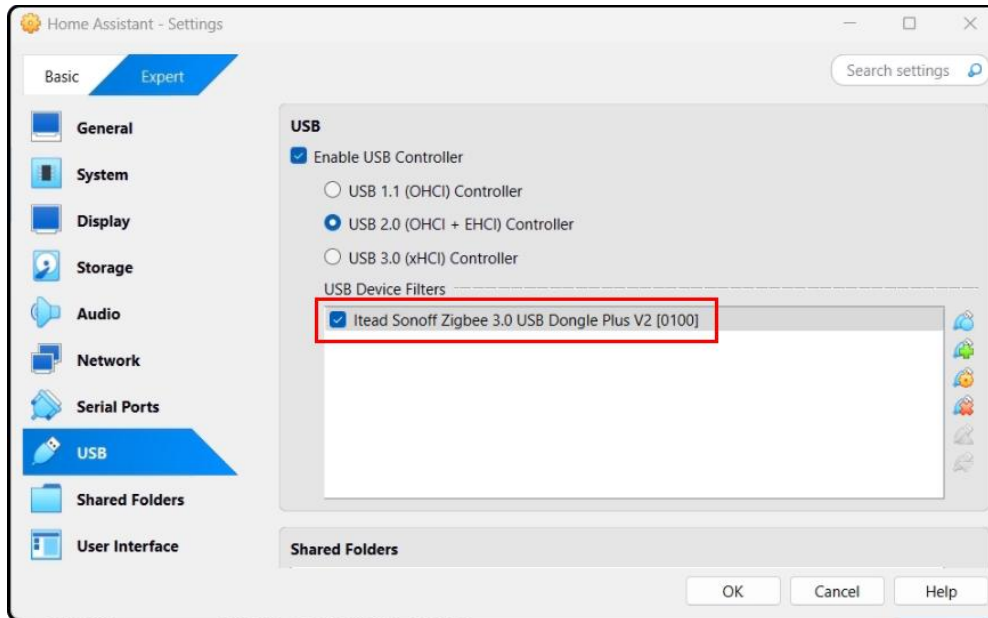 Home Assistant - Settings
Basic
Expert
Search settings
General
System
Display
Storage
Audio
Network
Serial Ports
USB
Shared Folders
User Interface
USB
Enable USB Controller
USB 1.1 (OHCI) Controller
USB 2.0 (OHCI + EHCI) Controller
USB 3.0 (xHCI) Controller
USB Device Filters
Itead Sonoff Zigbee 3.0 USB Dongle Plus V2 [0100]
Shared Folders
OK
Cancel
Help